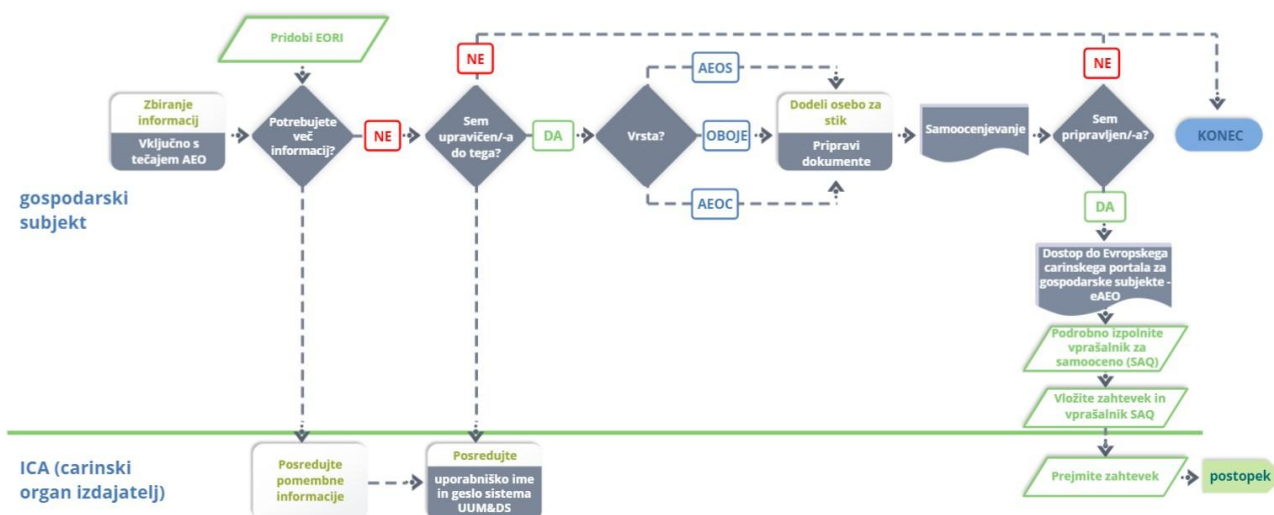 Pridobi EORI
NE
NE
AEOS
Zbiranje
informacij
Vključno s
tečajem AEO
Potrebujete
več
informacij?
NE
Sem
upravičen/-a
do tega?
DA
Vrsta?
OBOJE
AEOC
Dodeli osebo za
stik
Pripravi
dokumente
Samoocenjevanje
Sem
pripravljen/-a?
KONEC
DA
gospodarski
subjekt
Dostop do Evropskega
carinskega portala za
gospodarske subjekte -
eAEO
Podrobno izpolnite
vprašalnik za
samooceno (SAQ)
Vložite zahtevek in
vprašalnik SAQ
ICA (carinski
organ izdajatelj)
Posredujte
pomembne
informacije
Posredujte
uporabniško ime
in geslo sistema
UUM&DS
Prejmite zahtevek
postopek